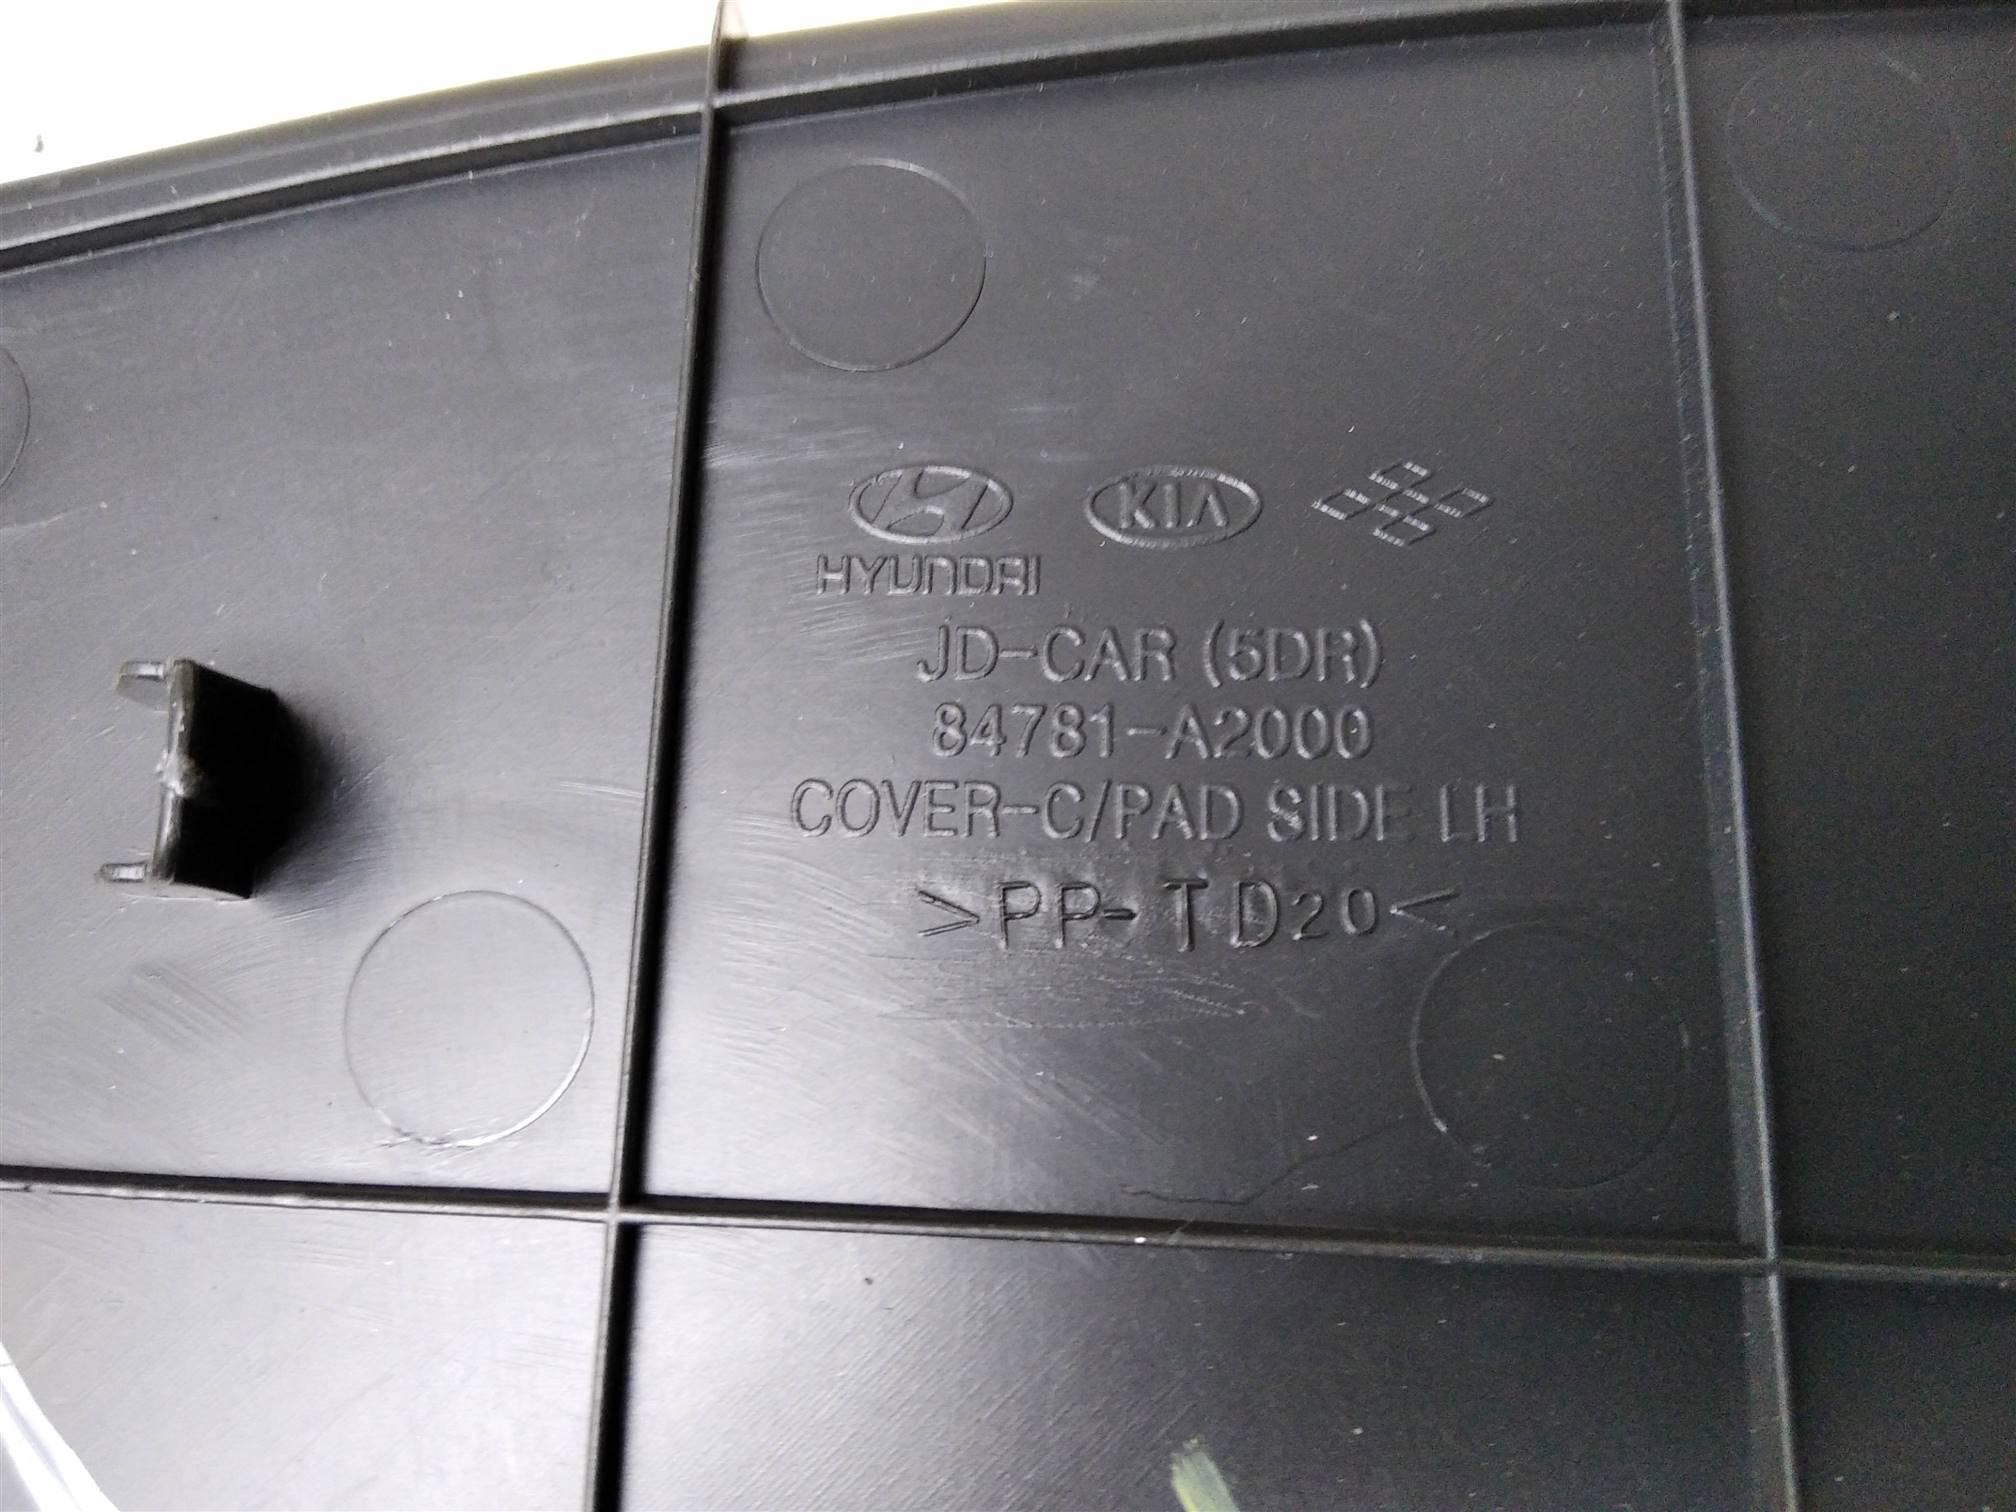 KIA
HYUNDAI
JD-CAR (5DR)
84781-A2000
COVER-C/PAD SIDE LH
>PP-TD20<